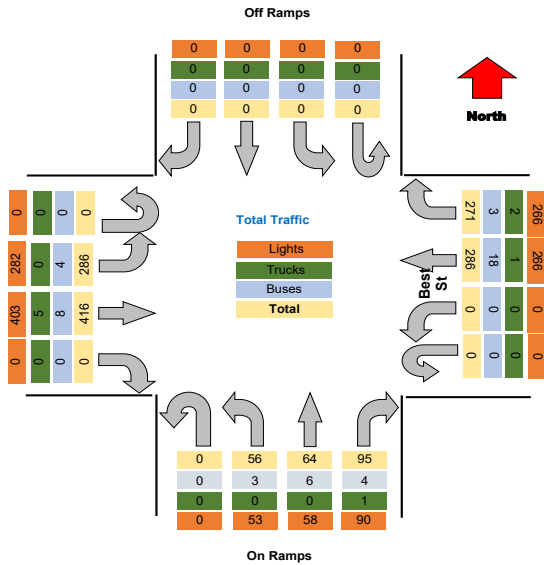 Off Ramps
0 0 0 0
0 0 0 0
0 0 0 0
0 0 0 0
North
0 0 0 0
282 0 4 286
403 5 8 416
0 0 0 0
Total Traffic
Lights
Trucks
Buses
Total
271 3 2 266
286 18 1 266
Best St
0 0 0 0
0 0 0 0
0 56 64 95
0 3 6 4
0 0 0 1
0 53 58 90
On Ramps